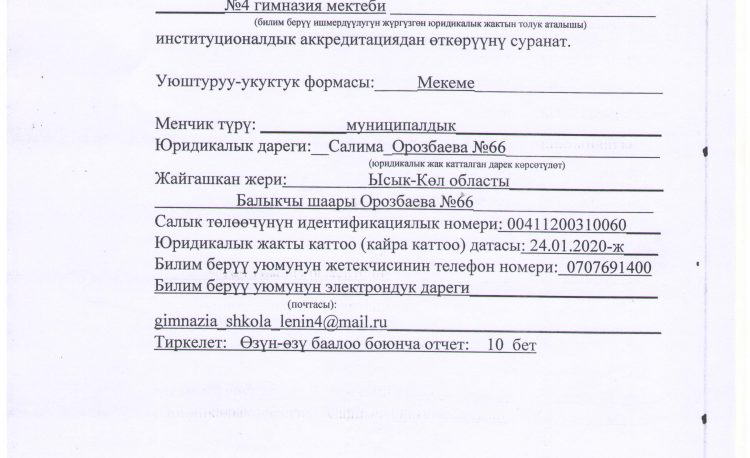 №4 гимназия мектеби
(билим берүү ишмердүүлүгүн жүргүзгөн юридикалык жактын толук аталышы)
институционалдык аккредитациядан өткөрүүнү суранат.
Уюштуруу-укуктук формасы: Мекеме
Менчик түрү: муниципалдык
Юридикалык дареги: Салима Орозбаева №66
(юридикалык жак катталган дарек көрсөтүлөт)
Жайгашкан жери: Ысык-Көл областы
Балыкчы шаары Орозбаева №66
Салык төлөөчүнүн идентификациялык номери: 00411200310060
Юридикалык жакты каттоо (кайра каттоо) датасы: 24.01.2020-ж
Билим берүү уюмунун жетекчисинин телефон номери: 0707691400
Билим берүү уюмунун электрондук дареги
(почтасы):
gimnazia_shkola_lenin4@mail.ru
Тиркелет: Өзүн-өзү баалоо боюнча отчет: 10 бет